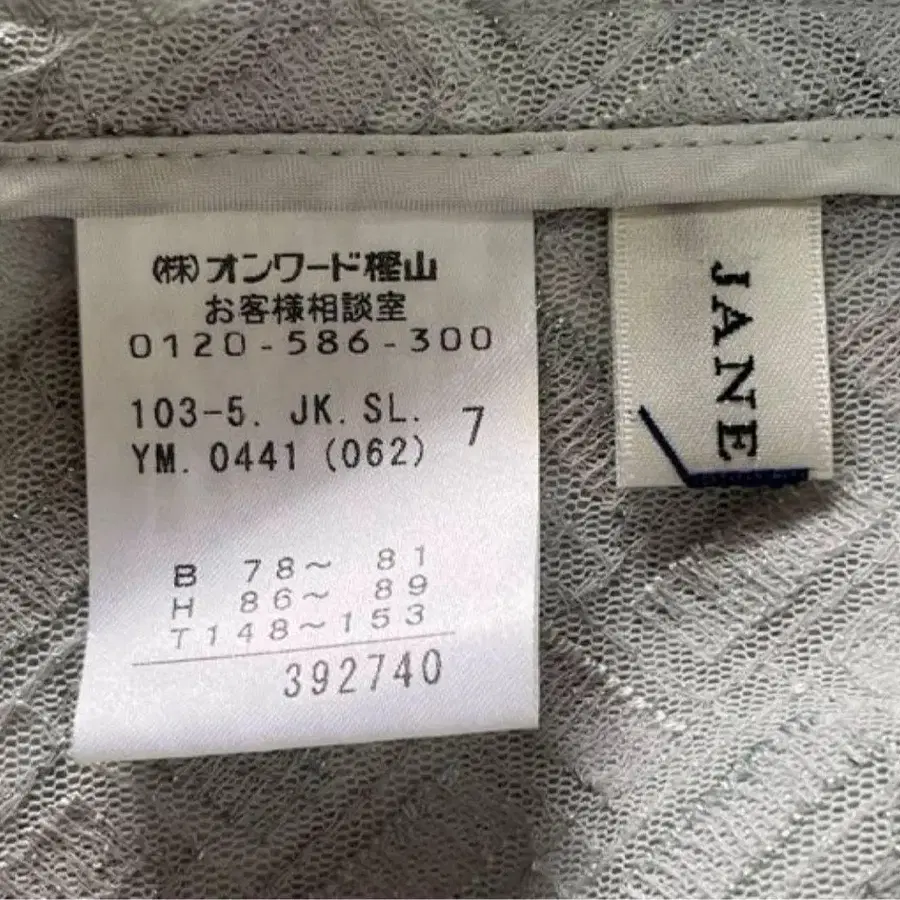 (株)オンワード樫山
お客様相談室
0120-586-300
103-5. JK. SL. 7
YM. 0441 (062)
B 78～ 81
H 86～ 89
T148～153
392740
JANE